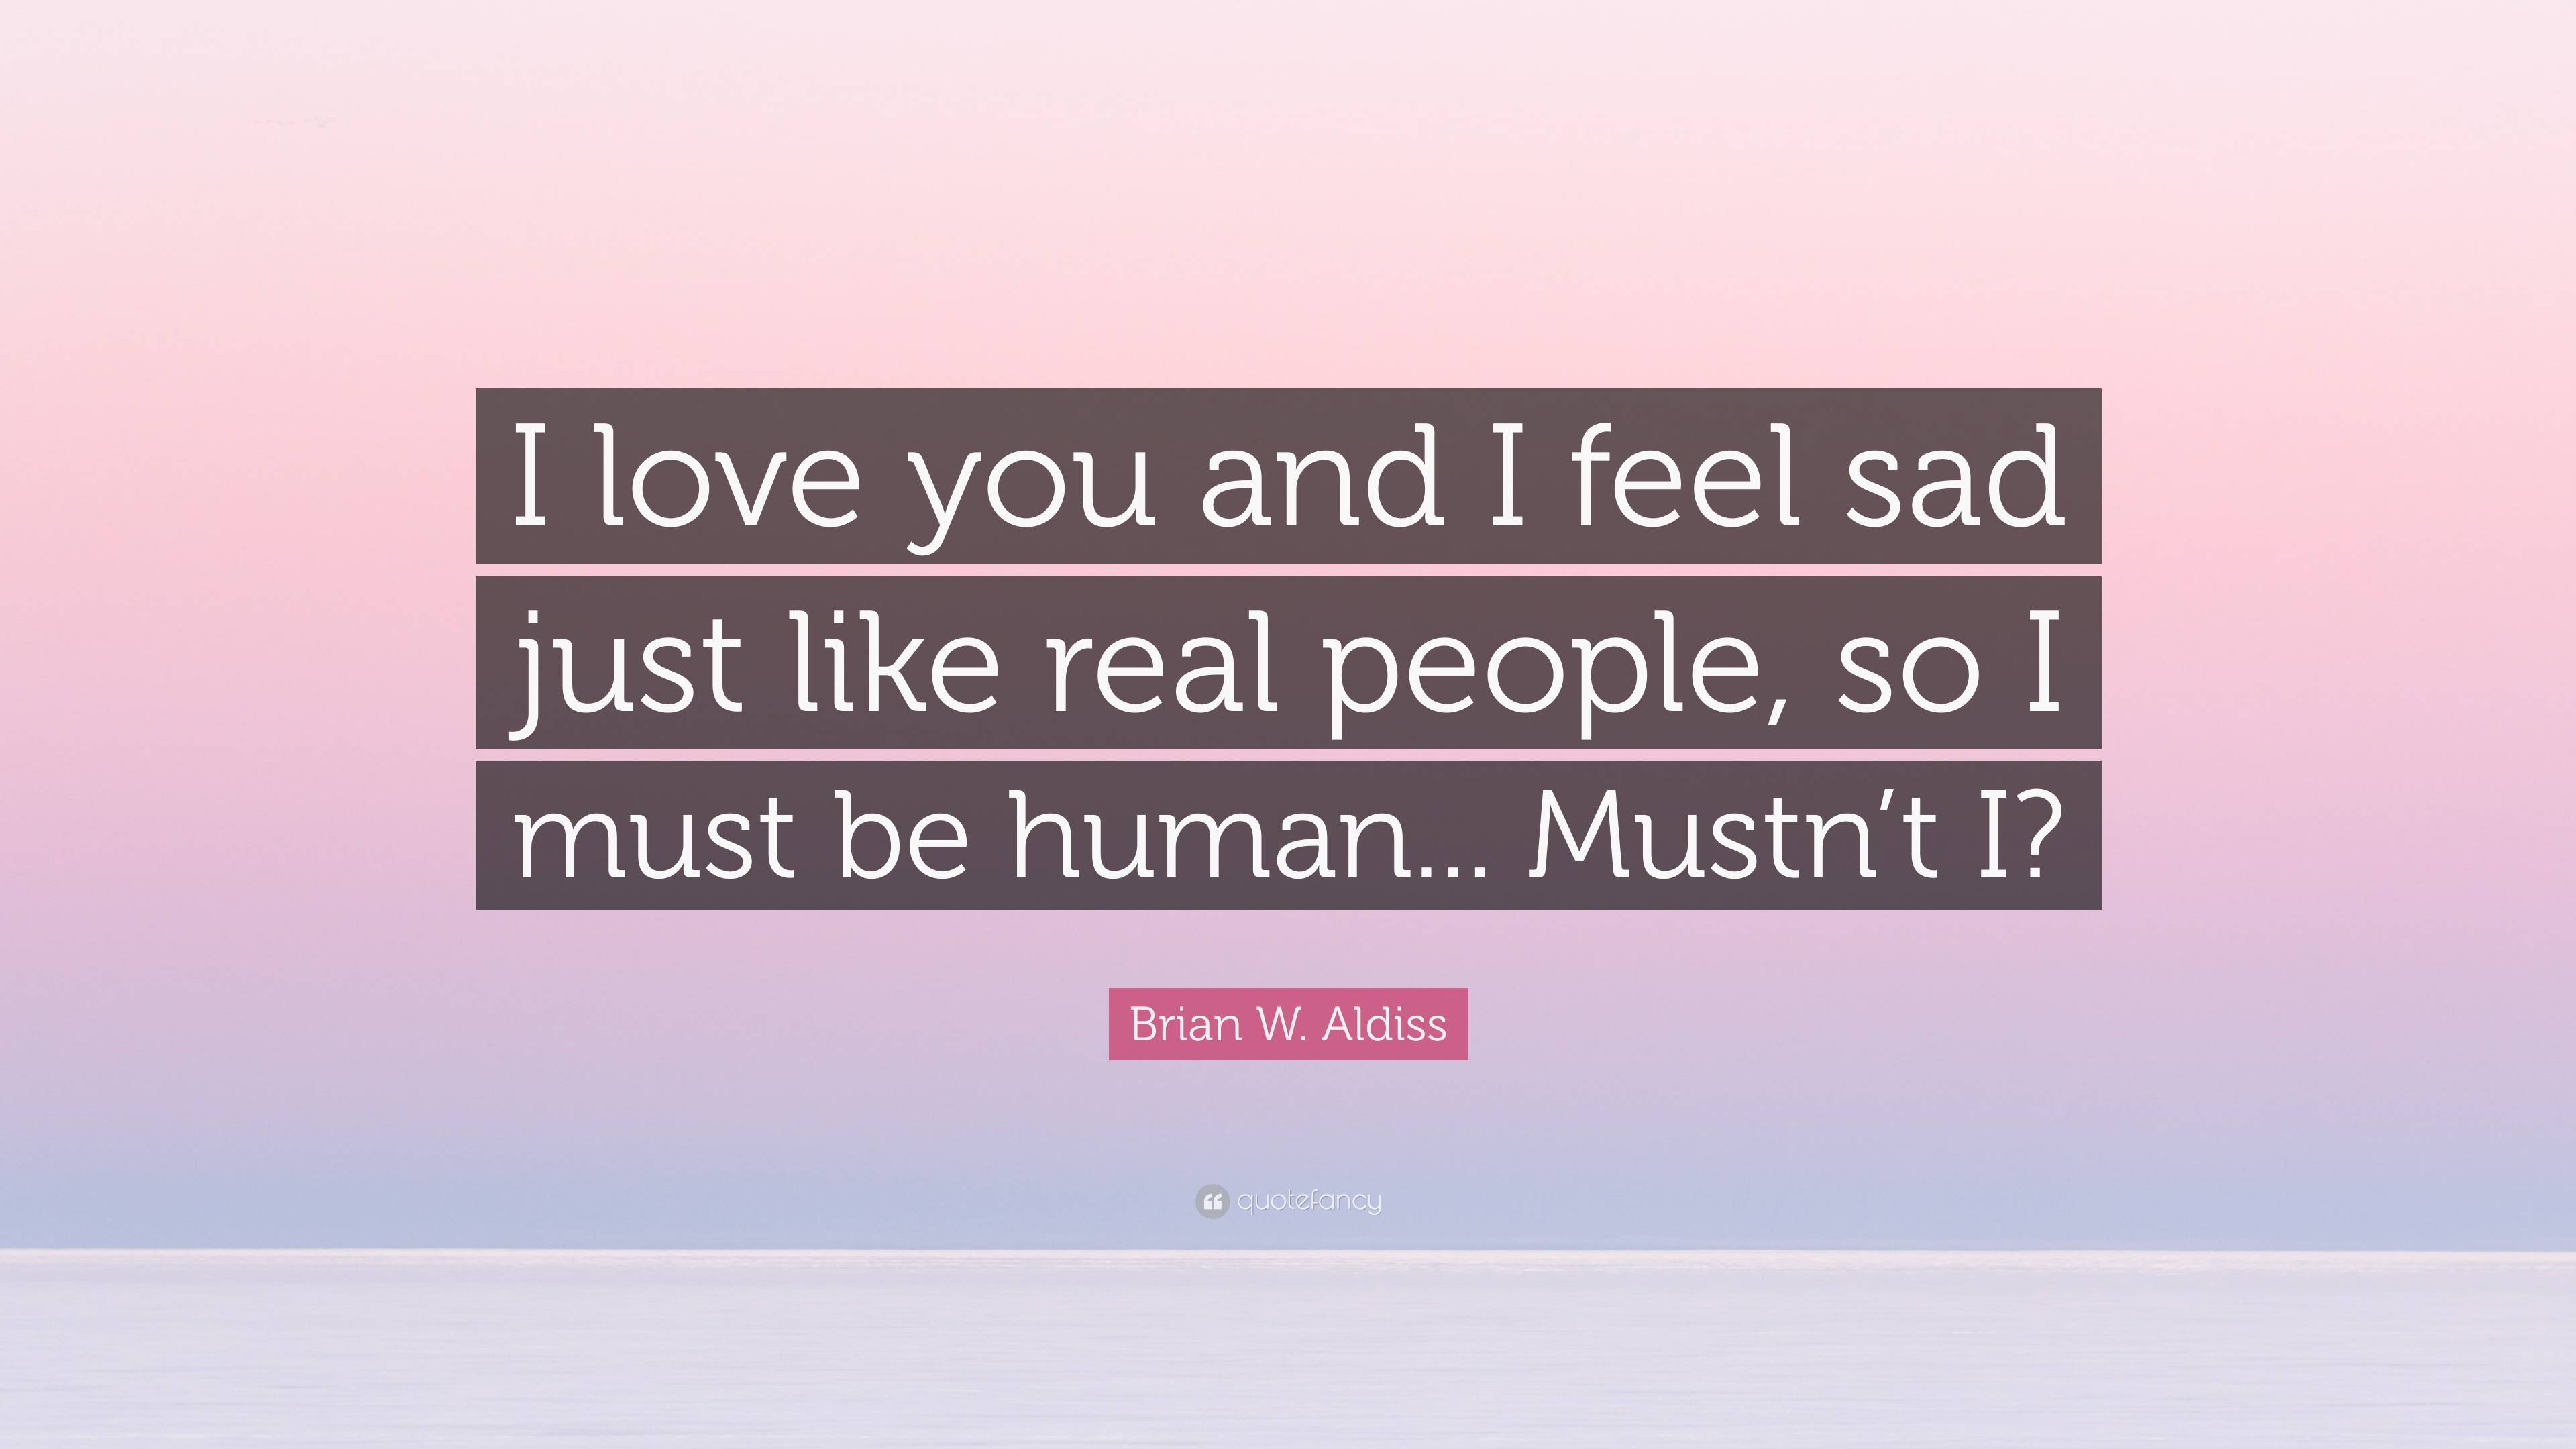 I love you and I feel sad
just like real people, so I
must be human... Mustn’t I?
Brian W. Aldiss
quotefancy